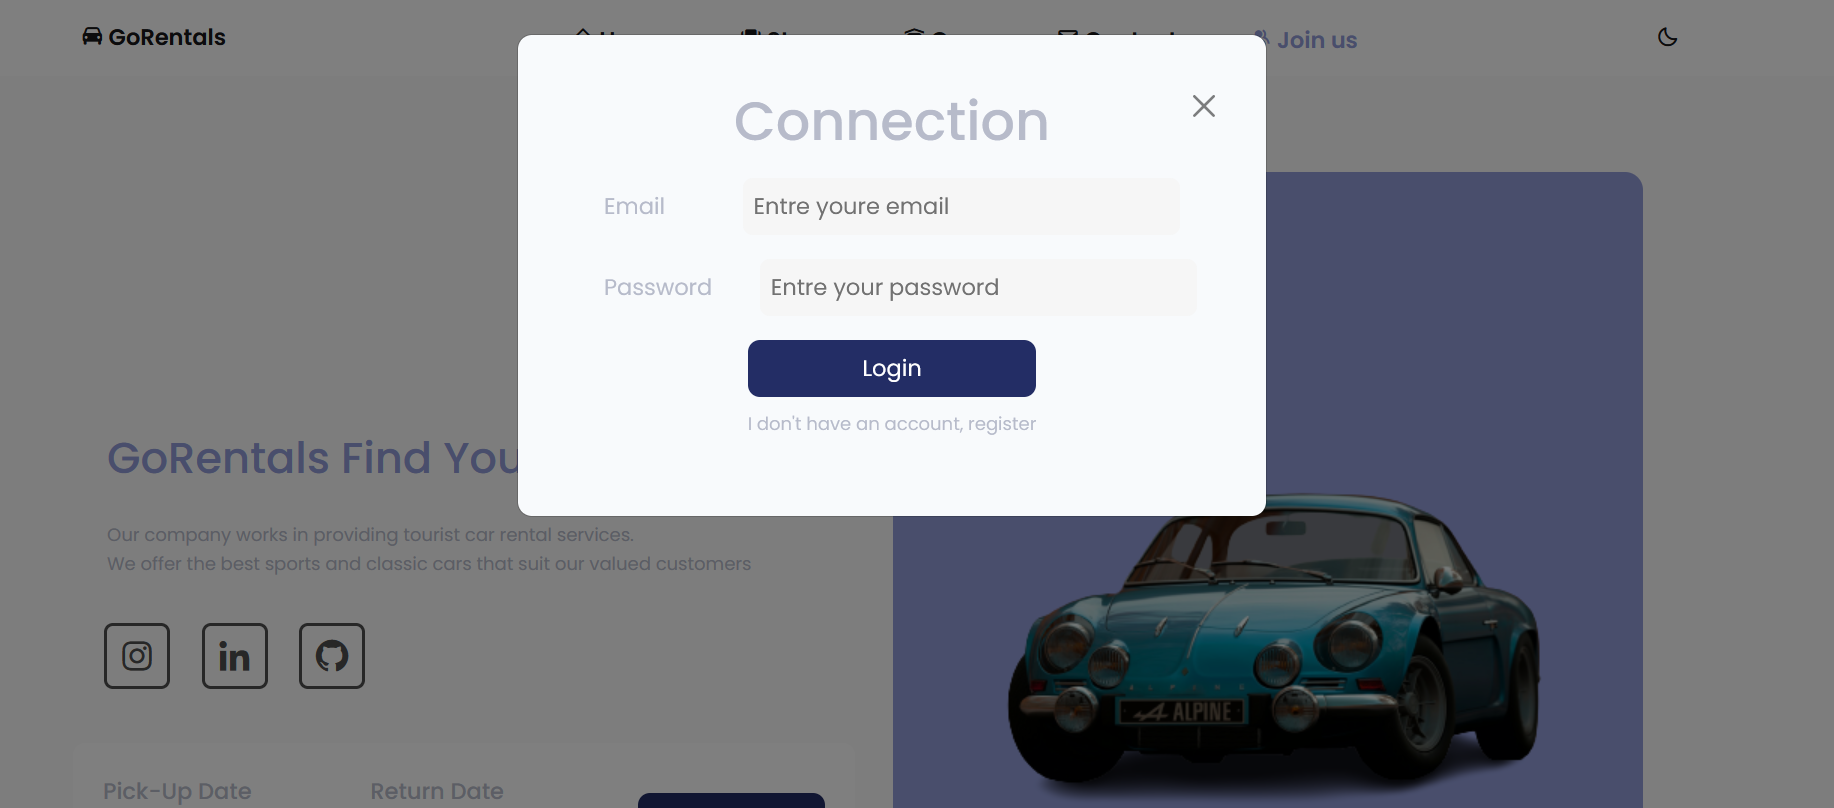 GoRentals
Join us
Connection
Email
Entre youre email
Password
Entre your password
Login
I don't have an account, register
GoRentals Find You
Our company works in providing tourist car rental services.
We offer the best sports and classic cars that suit our valued customers
ALPINE
A ALPINE
Pick-Up Date
Return Date